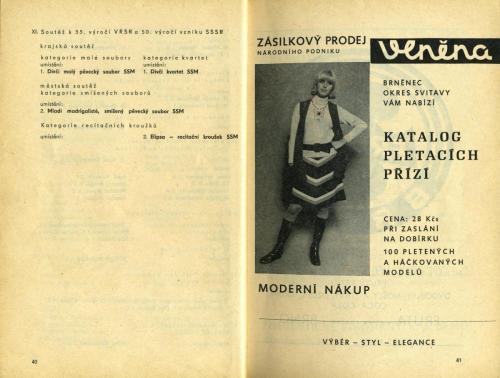 XI. Soutěž k 55. výročí VŘSR a 50. výročí vzniku SSSR
krajská soutěž
kategorie malé soubory kategorie kvartet
umístění: umístění:
1. Dívčí malý pěvecký soubor SSM 1. Dívčí kvartet SSM
městská soutěž
kategorie smíšených souborů
umístění:
2. Mladí madrigalisté, smíšený pěvecký soubor SSM
Kategorie recitačních kroužků
umístění: 2. Elipsa – recitační kroužek SSM
40
ZÁSILKOVÝ PRODEJ
NÁRODNÍHO PODNIKU
vlněna
BRNĚNEC
OKRES SVITAVY
VÁM NABÍZÍ
KATALOG
PLETACÍCH
PŘÍZÍ
CENA: 28 Kčs
PŘI ZASLÁNÍ
NA DOBÍRKU
100 PLETENÝCH
A HÁČKOVANÝCH
MODELŮ
MODERNÍ NÁKUP
VÝBĚR – STYL – ELEGANCE
41